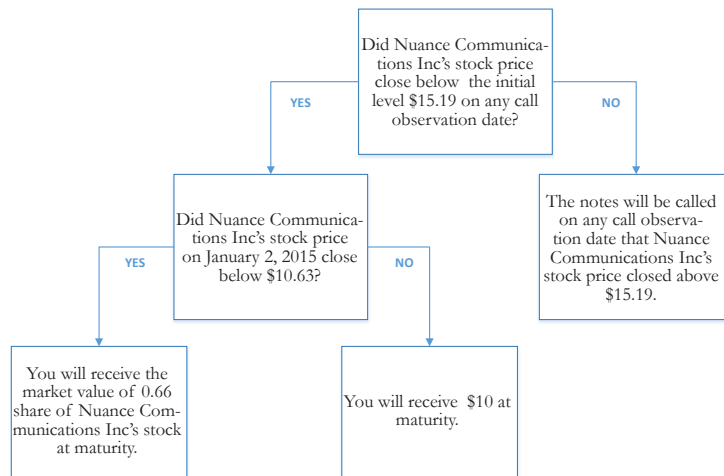 Did Nuance Communica-
tions Inc's stock price
close below the initial
level $15.19 on any call
observation date?
YES
NO
Did Nuance Communica-
tions Inc's stock price
on January 2, 2015 close
below $10.63?
The notes will be called
on any call observa-
tion date that Nuance
Communications Inc's
stock price closed above
$15.19.
YES
NO
You will receive the
market value of 0.66
share of Nuance Com-
munications Inc's stock
at maturity.
You will receive $10 at
maturity.